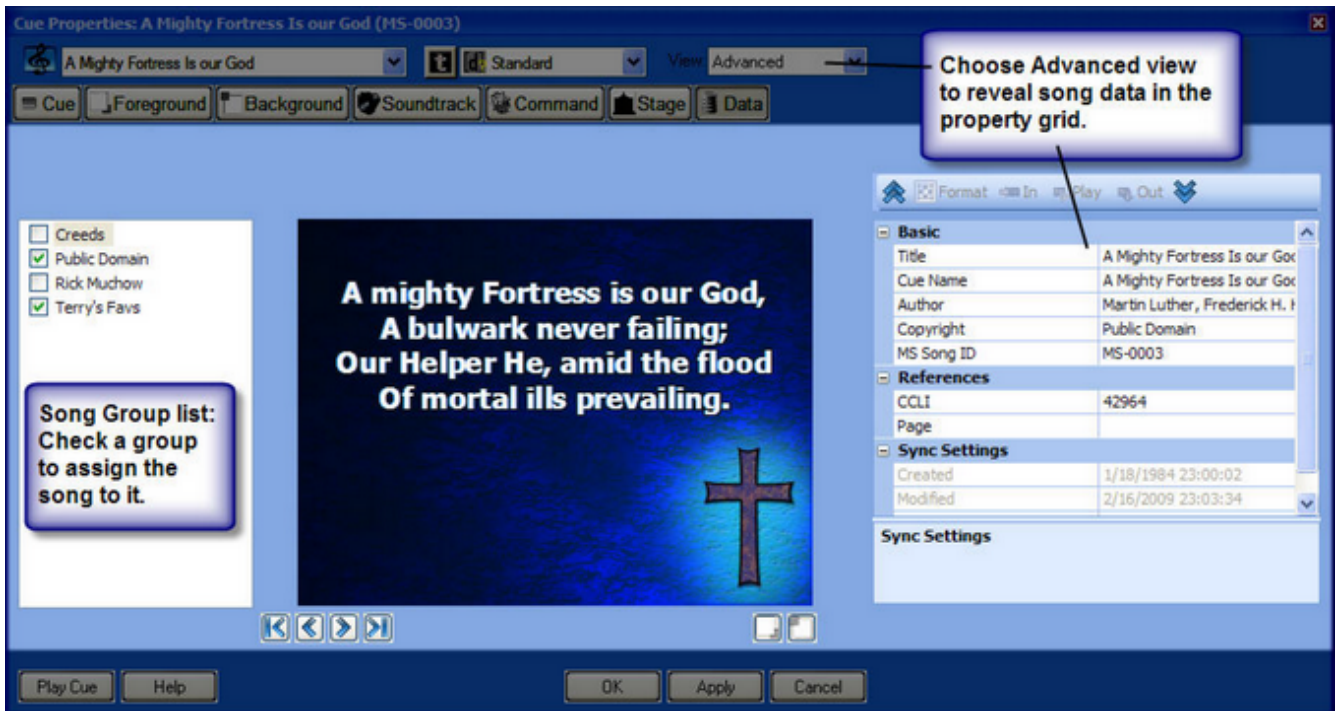 Cue Properties: A Mighty Fortress Is our God (MS-0003)
A Mighty Fortress Is our God
t
d:
Standard
View
Advanced
Choose Advanced view
to reveal song data in the
property grid.
Cue
Foreground
Background
Soundtrack
Command
Stage
Data
Format
In
Play
Out
Creeds
Public Domain
Rick Muchow
Terry's Favs
Song Group list:
Check a group
to assign the
song to it.
A mighty Fortress is our God,
A bulwark never failing;
Our Helper He, amid the flood
Of mortal ills prevailing.
Basic
Title A Mighty Fortress Is our God
Cue Name A Mighty Fortress Is our God
Author Martin Luther, Frederick H. H
Copyright Public Domain
MS Song ID MS-0003
References
CCLI 42964
Page
Sync Settings
Created 1/18/1984 23:00:02
Modified 2/16/2009 23:03:34
Sync Settings
Play Cue
Help
OK
Apply
Cancel